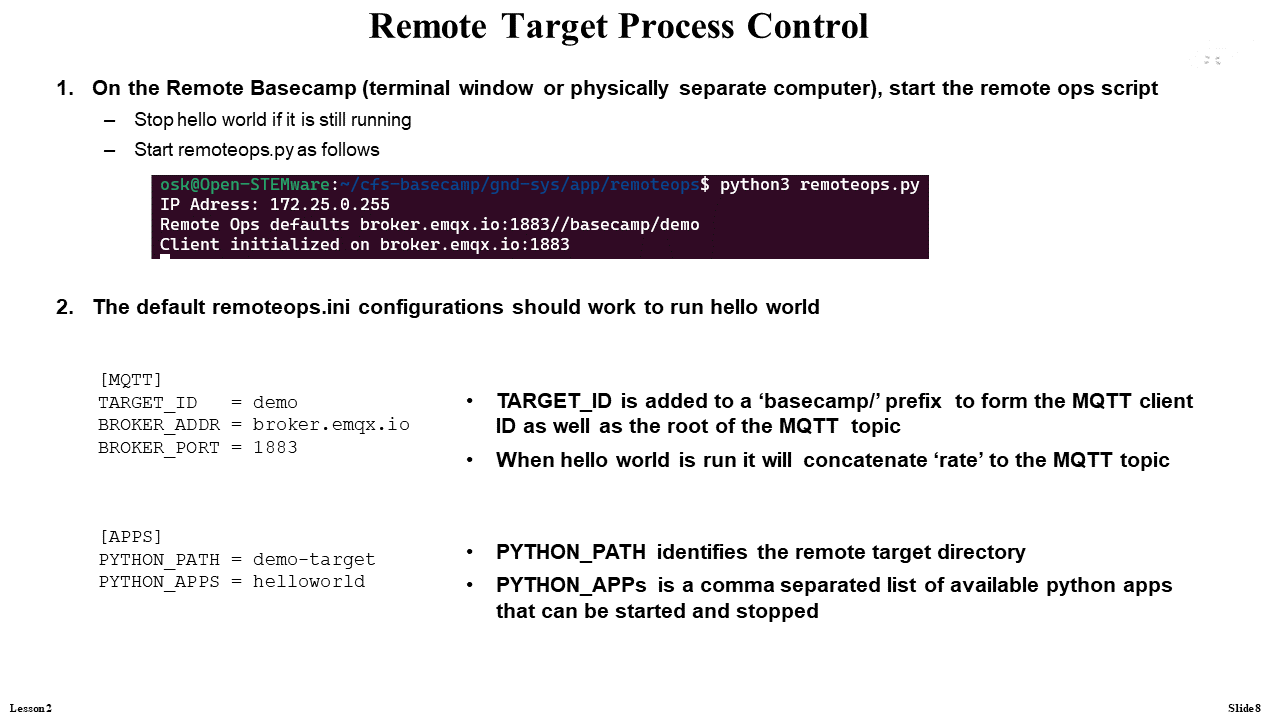 Remote Target Process Control
1. On the Remote Basecamp (terminal window or physically separate computer), start the remote ops script
– Stop hello world if it is still running
– Start remoteops.py as follows
osk@Open-STEMware:~/cfs-basecamp/gnd-sys/app/remoteops$ python3 remoteops.py
IP Adress: 172.25.0.255
Remote Ops defaults broker.emqx.io:1883//basecamp/demo
Client initialized on broker.emqx.io:1883
2. The default remoteops.ini configurations should work to run hello world
[MQTT]
TARGET_ID = demo
BROKER_ADDR = broker.emqx.io
BROKER_PORT = 1883
• TARGET_ID is added to a ‘basecamp/’ prefix to form the MQTT client
ID as well as the root of the MQTT topic
• When hello world is run it will concatenate ‘rate’ to the MQTT topic
[APPS]
PYTHON_PATH = demo-target
PYTHON_APPS = helloworld
• PYTHON_PATH identifies the remote target directory
• PYTHON_APPs is a comma separated list of available python apps
that can be started and stopped
Lesson 2
Slide 8